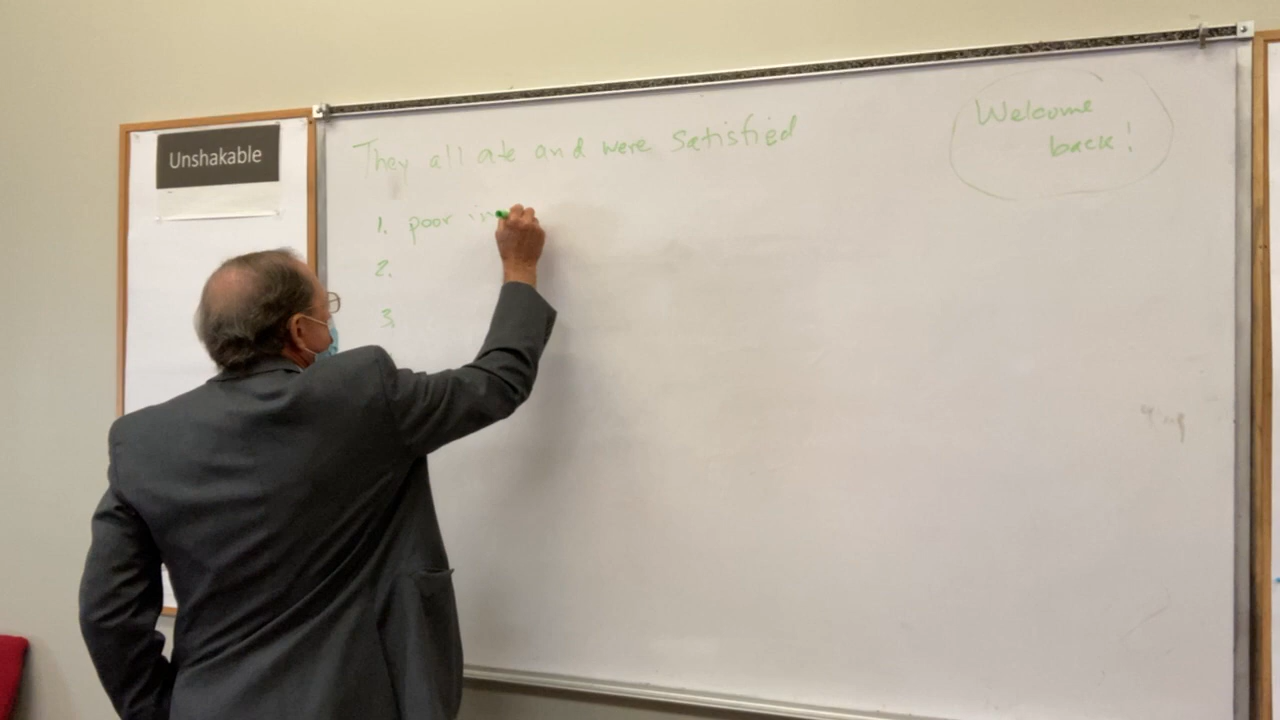 Unshakable
They all ate and were satisfied
Welcome
back!
1. poor in
2.
3.